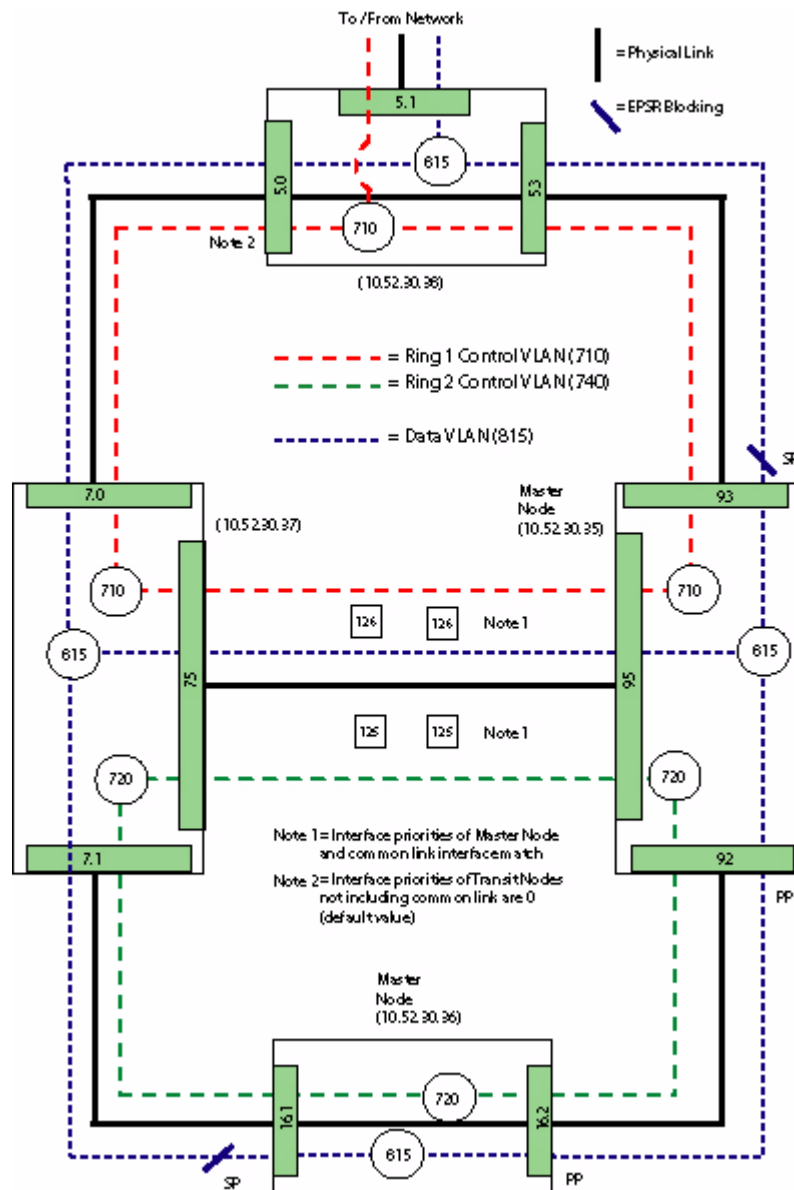 To /From Network
= Physical Link
= EPSR Blocking
5.1
5.0
53
615
710
Note 2
(10.52.30.38)
= Ring 1 Control VLAN (710)
= Ring 2 Control VLAN (740)
= Data VLAN (815)
SP
7.0
(10.52.30.37)
Master
Node
(10.52.30.35)
93
710
710
126
126
Note 1
615
615
75
95
125
125
Note 1
720
720
Note 1 = Interface priorities of Master Node
and common link interface match
Note 2 = Interface priorities of Transit Nodes
not including common link are 0
(default value)
7.1
92
PP
Master
Node
(10.52.30.36)
16.1
720
16.2
615
SP
PP